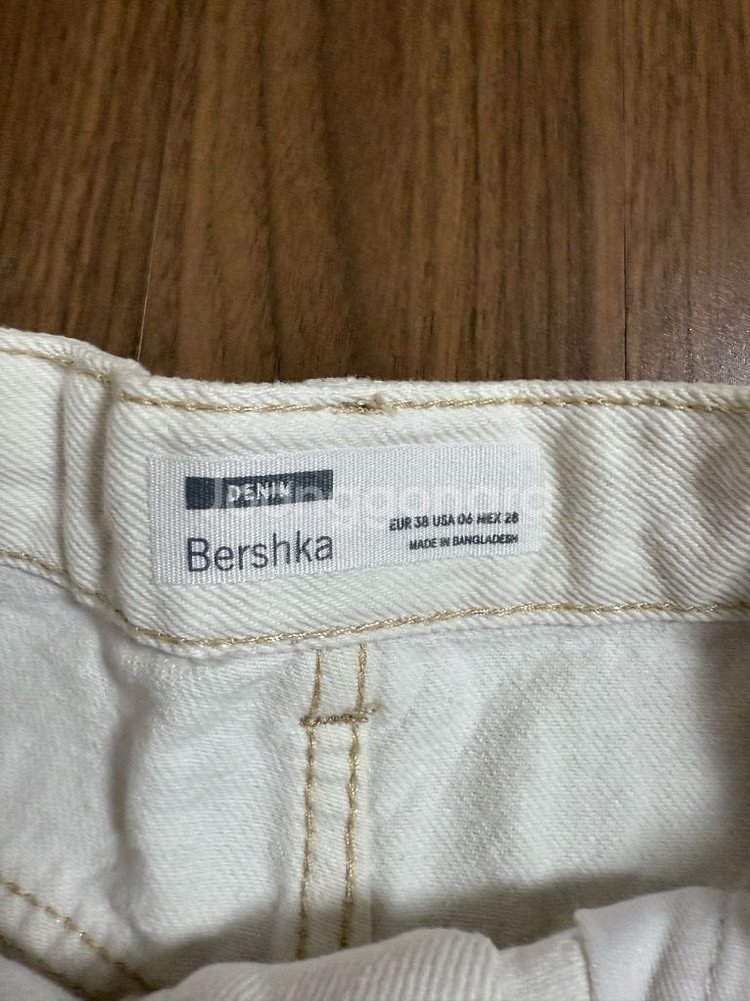 DENIM
Bershka
EUR 38 USA 06 MEX 28
MADE IN BANGLADESH